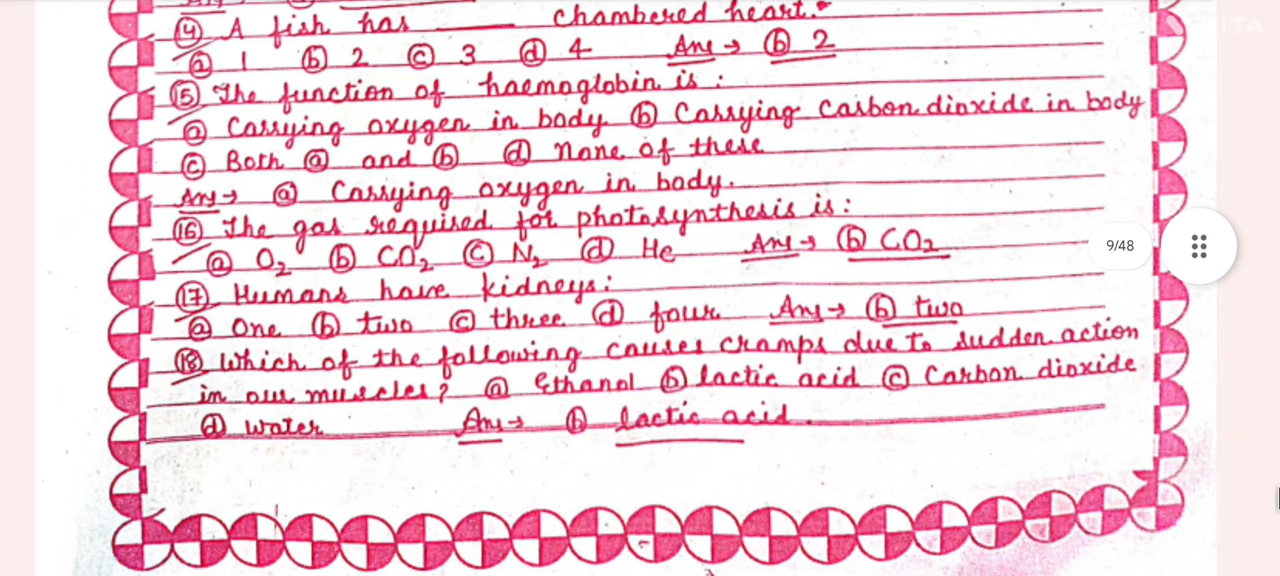 (14) A fish has ______ chambered heart.
(a) 1 (b) 2 (c) 3 (d) 4 Ans → (b) 2
(15) The function of haemoglobin is :
(a) Carrying oxygen in body (b) Carrying Carbon dioxide in body
(c) Both (a) and (b) (d) None of these
Ans → (a) Carrying oxygen in body.
(16) The gas required for photosynthesis is :
(a) O₂ (b) CO₂ (c) N₂ (d) He Ans → (b) CO₂
(17) Humans have kidneys :
(a) One (b) two (c) three (d) four Ans → (b) two
(18) Which of the following causes cramps due to sudden action
in our muscles? (a) Ethanol (b) lactic acid (c) Carbon dioxide
(d) water Ans → (b) lactic acid.
9/48